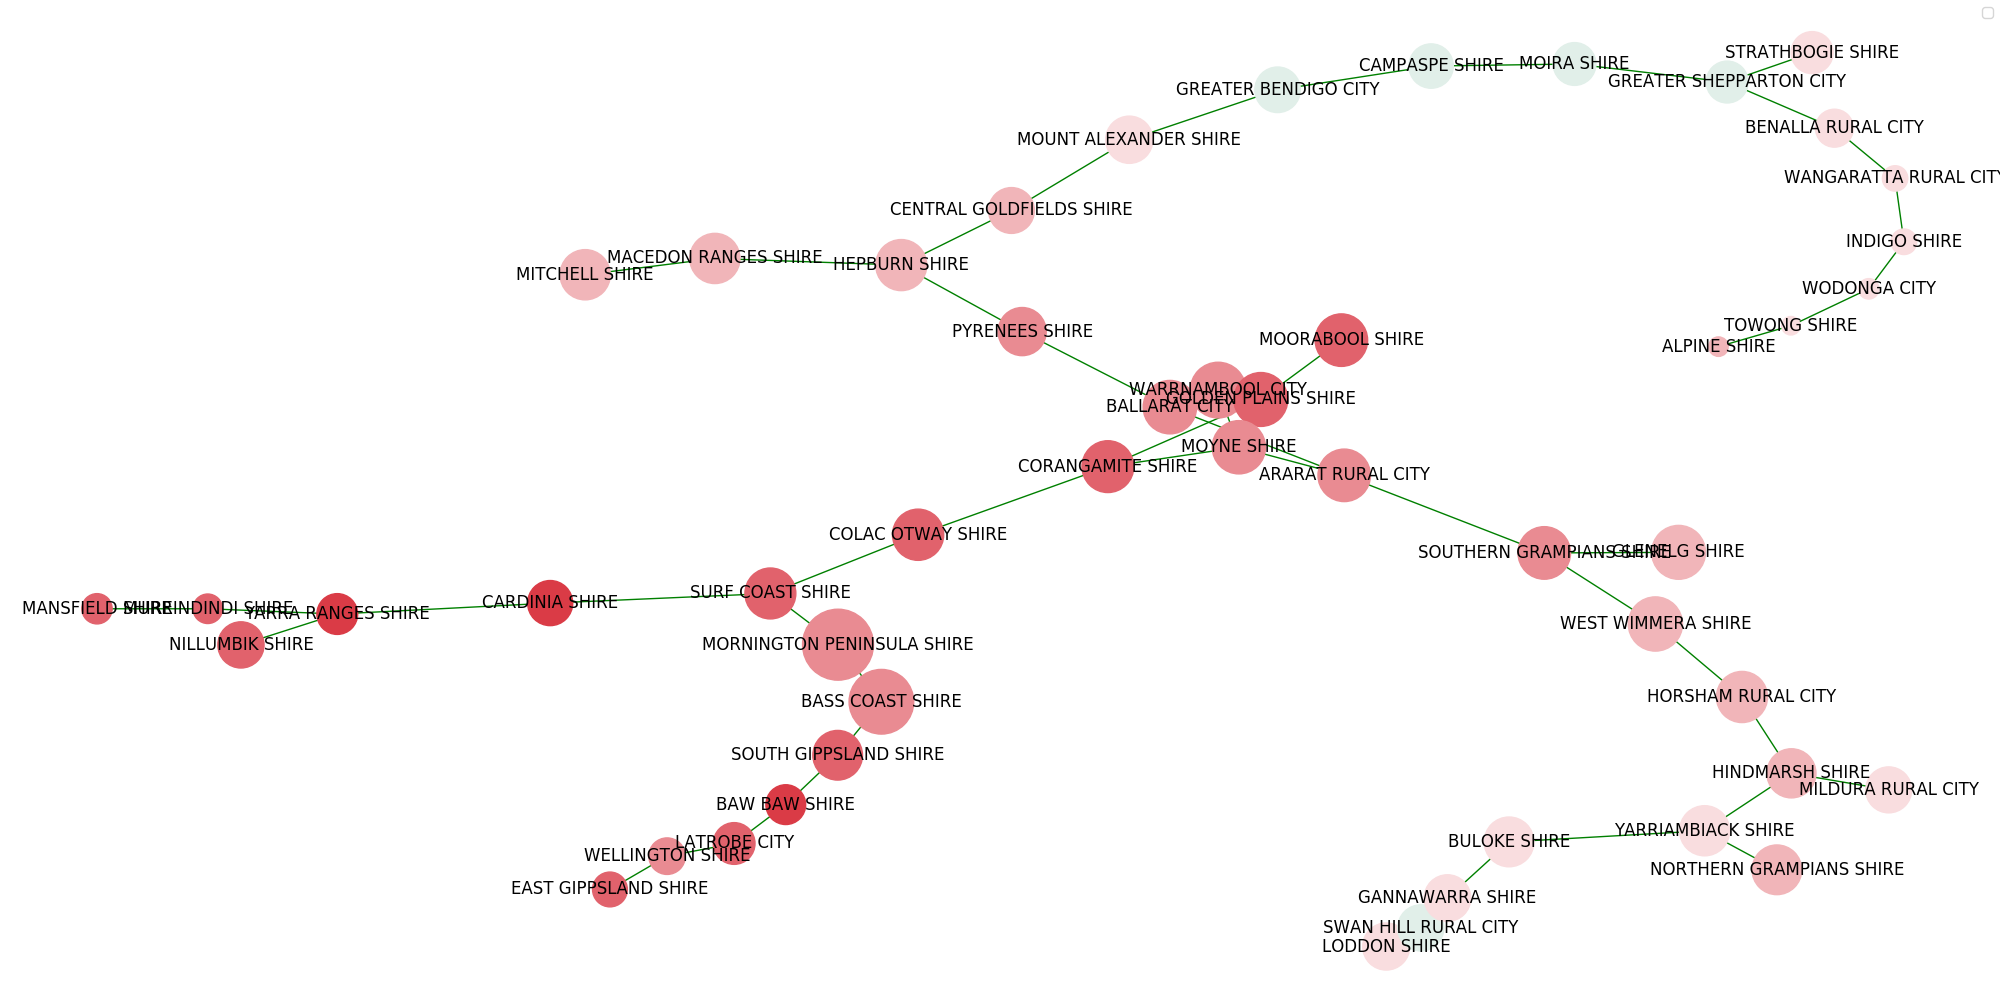 STRATHBOGIE SHIRE
CAMPASPE SHIRE
MOIRA SHIRE
GREATER SHEPPARTON CITY
GREATER BENDIGO CITY
BENALLA RURAL CITY
MOUNT ALEXANDER SHIRE
WANGARATTA RURAL CITY
CENTRAL GOLDFIELDS SHIRE
INDIGO SHIRE
MACEDON RANGES SHIRE
HEPBURN SHIRE
MITCHELL SHIRE
WODONGA CITY
TOWONG SHIRE
PYRENEES SHIRE
MOORABOOL SHIRE
ALPINE SHIRE
WARRNAMBOOL CITY
GOLDEN PLAINS SHIRE
BALLARAT CITY
MOYNE SHIRE
CORANGAMITE SHIRE
ARARAT RURAL CITY
COLAC OTWAY SHIRE
SOUTHERN GRAMPIANS SHIRE
GLENELG SHIRE
SURF COAST SHIRE
CARDINIA SHIRE
MANSFIELD SHIRE
MURRINDINDI SHIRE
YARRA RANGES SHIRE
WEST WIMMERA SHIRE
NILLUMBIK SHIRE
MORNINGTON PENINSULA SHIRE
HORSHAM RURAL CITY
BASS COAST SHIRE
SOUTH GIPPSLAND SHIRE
HINDMARSH SHIRE
MILDURA RURAL CITY
BAW BAW SHIRE
YARRIAMBIACK SHIRE
BULOKE SHIRE
LATROBE CITY
WELLINGTON SHIRE
NORTHERN GRAMPIANS SHIRE
EAST GIPPSLAND SHIRE
GANNAWARRA SHIRE
SWAN HILL RURAL CITY
LODDON SHIRE